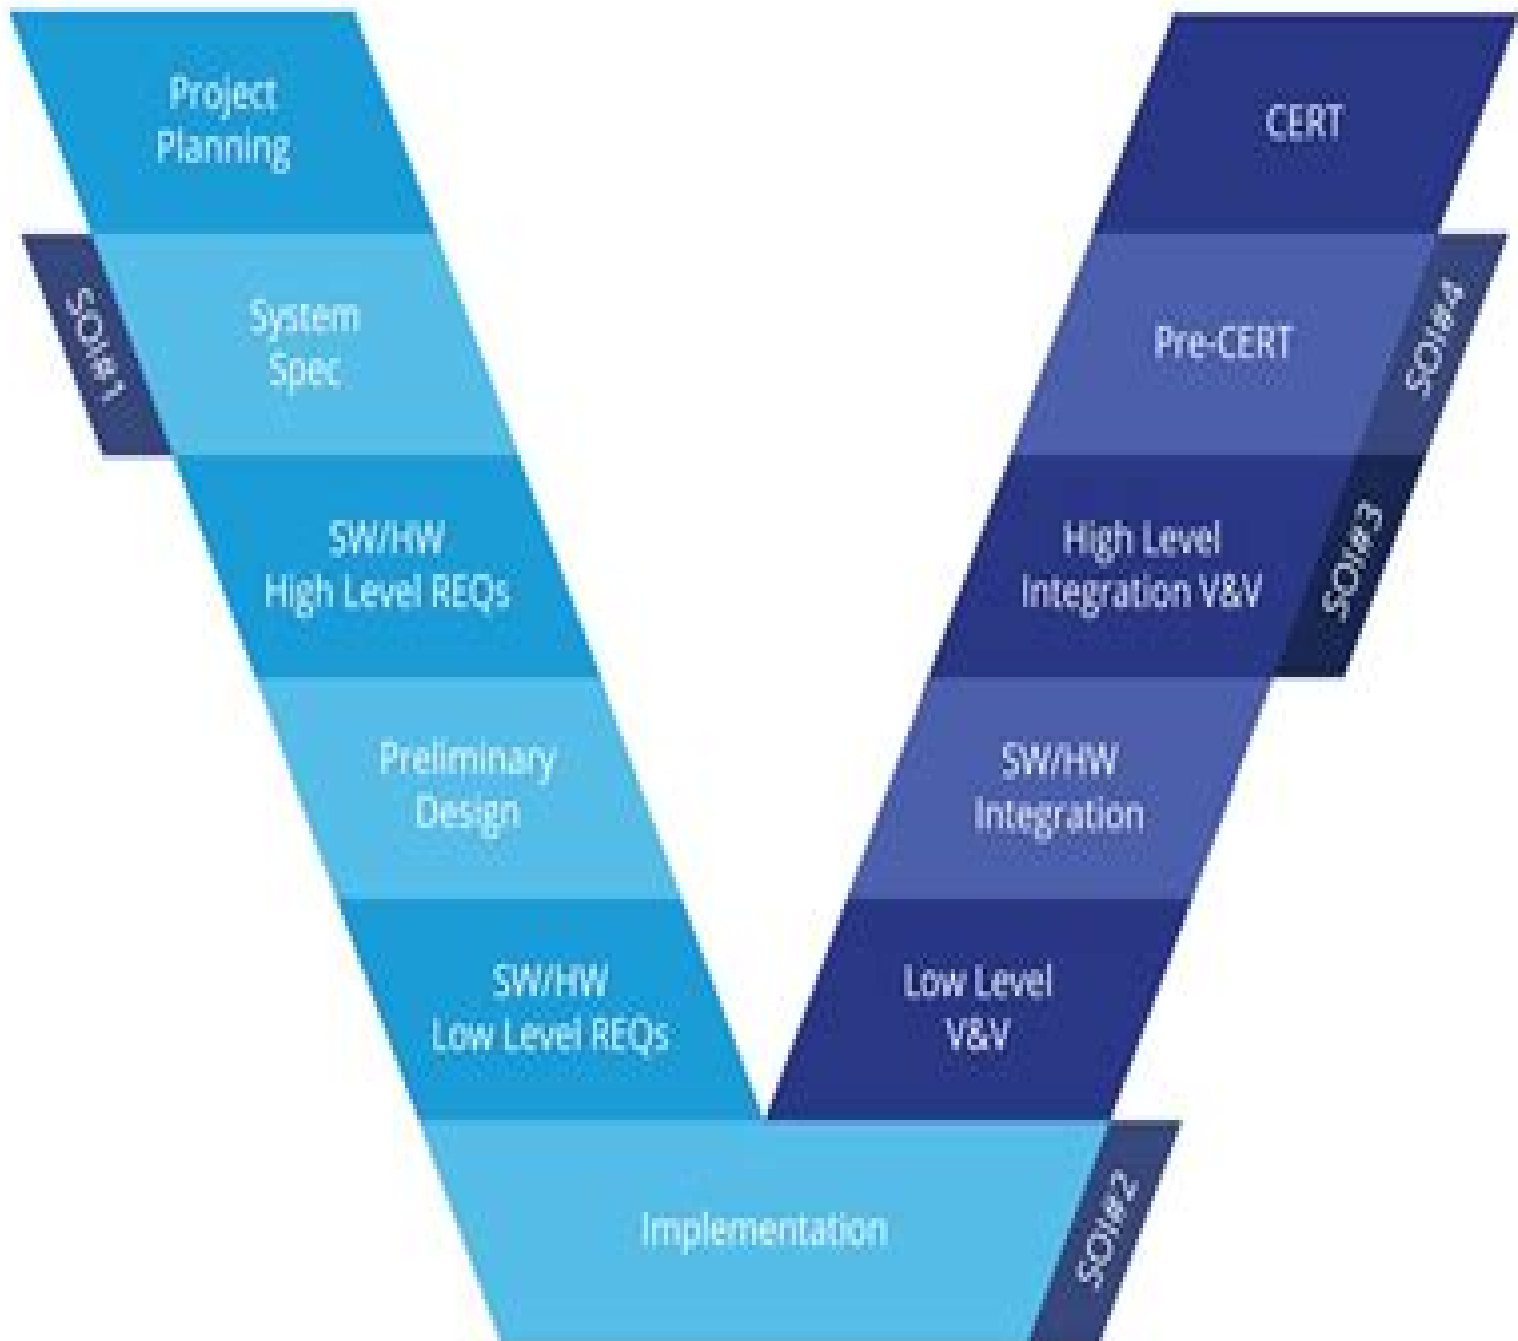 Project
Planning
SOI#1
System
Spec
SW/HW
High Level REQs
Preliminary
Design
SW/HW
Low Level REQs
Implementation
SOI#2
Low Level
V&V
SW/HW
Integration
High Level
Integration V&V
SOI#3
Pre-CERT
SOI#4
CERT